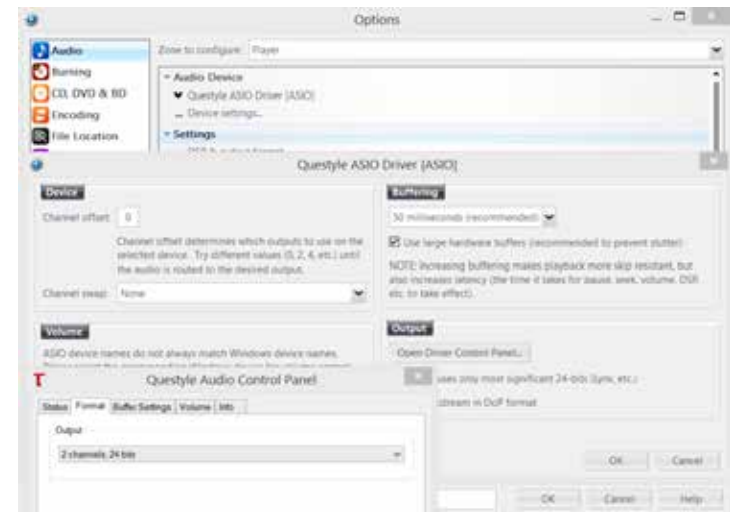 Options
Audio
Zone to configure: Player
Burning
Audio Device
CD, DVD & BD
Questyle ASIO Driver [ASIO]
Device settings...
Encoding
File Location
Settings
Questyle ASIO Driver [ASIO]
Device
Channel offset 0
Channel offset determines which outputs to use on the
selected device. Try different values (0, 2, 4, etc.) until
the audio is routed to the desired output.
Channel swap: None
Buffering
50 milliseconds (recommended)
Use large hardware buffers (recommended to prevent stutter)
NOTE: Increasing buffering makes playback more skip resistant, but
also increases latency (the time it takes for pause, seek, volume, DSP,
etc. to take effect).
Volume
ASIO device names do not always match Windows device names.
Output
Open Driver Control Panel...
uses only most significant 24-bits (Lynx, etc.)
stream in DoP format
Questyle Audio Control Panel
Status Format Buffer Settings Volume Info
Output
2 channels, 24 bits
OK Cancel
OK Cancel Help